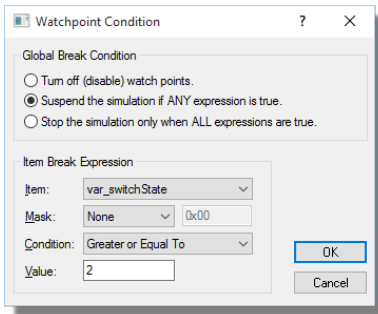 Watchpoint Condition ? ×
Global Break Condition
Turn off (disable) watch points.
Suspend the simulation if ANY expression is true.
Stop the simulation only when ALL expressions are true.
Item Break Expression
Item: var_switchState
Mask: None 0x00
Condition: Greater or Equal To
Value: 2
OK
Cancel